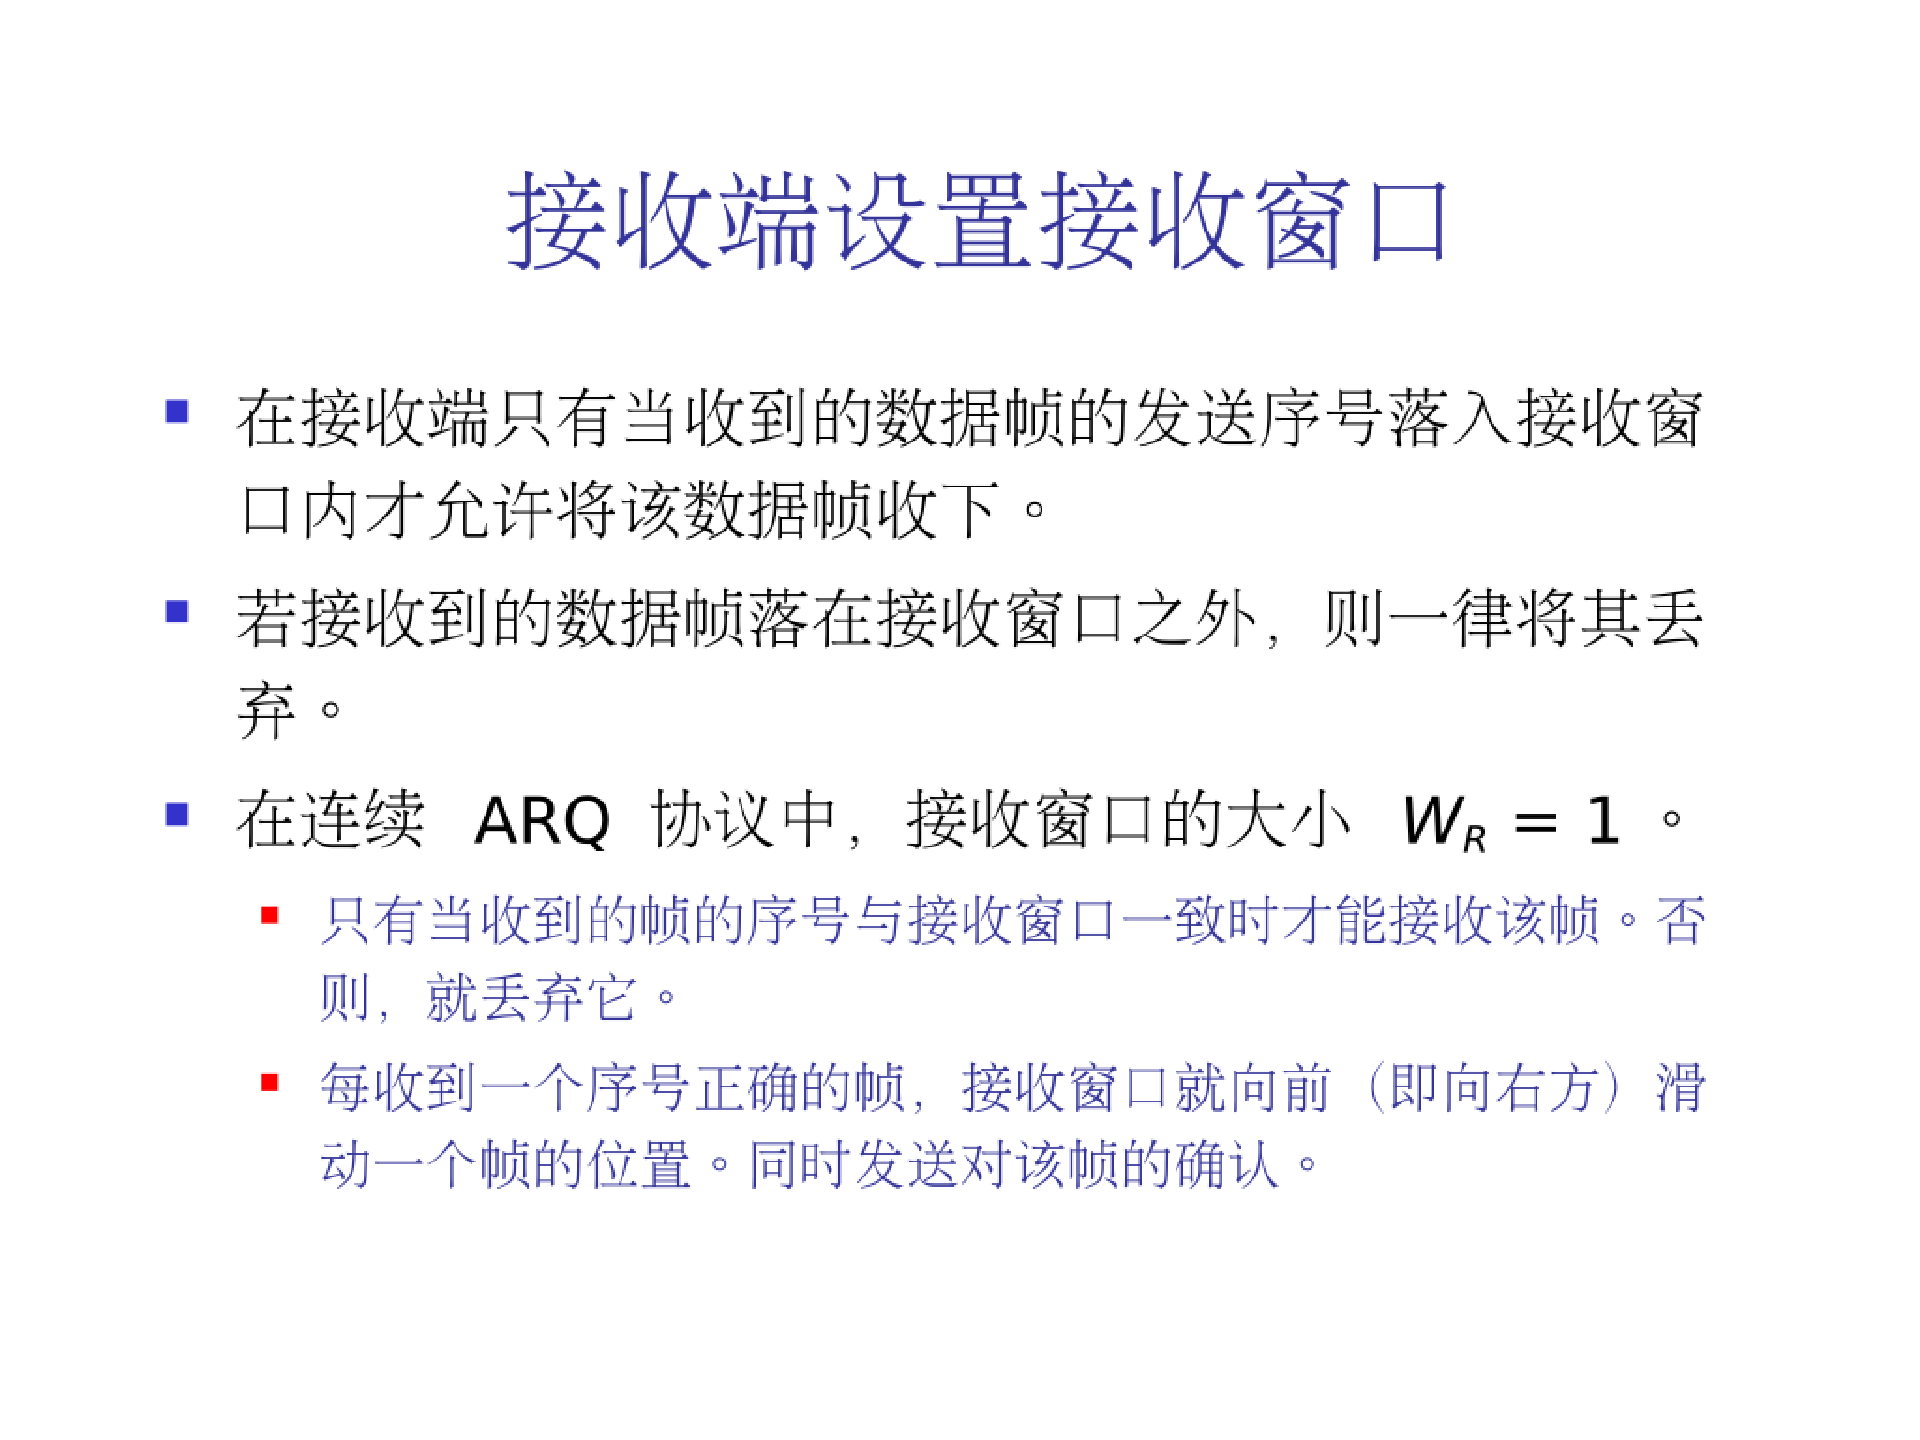 接收端设置接收窗口
在接收端只有当收到的数据帧的发送序号落入接收窗
口内才允许将该数据帧收下。
若接收到的数据帧落在接收窗口之外，则一律将其丢
弃。
在连续 ARQ 协议中，接收窗口的大小 W_R = 1。
只有当收到的帧的序号与接收窗口一致时才能接收该帧。否
则，就丢弃它。
每收到一个序号正确的帧，接收窗口就向前（即向右方）滑
动一个帧的位置。同时发送对该帧的确认。